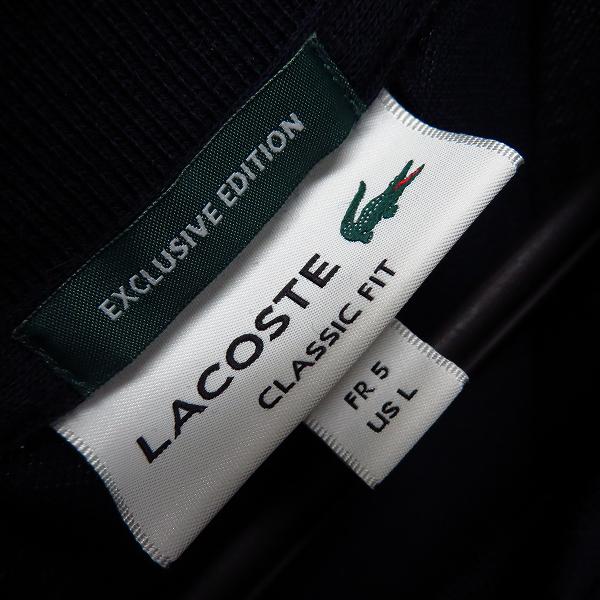 EXCLUSIVE EDITION
LACOSTE
CLASSIC FIT
FR 5
US L